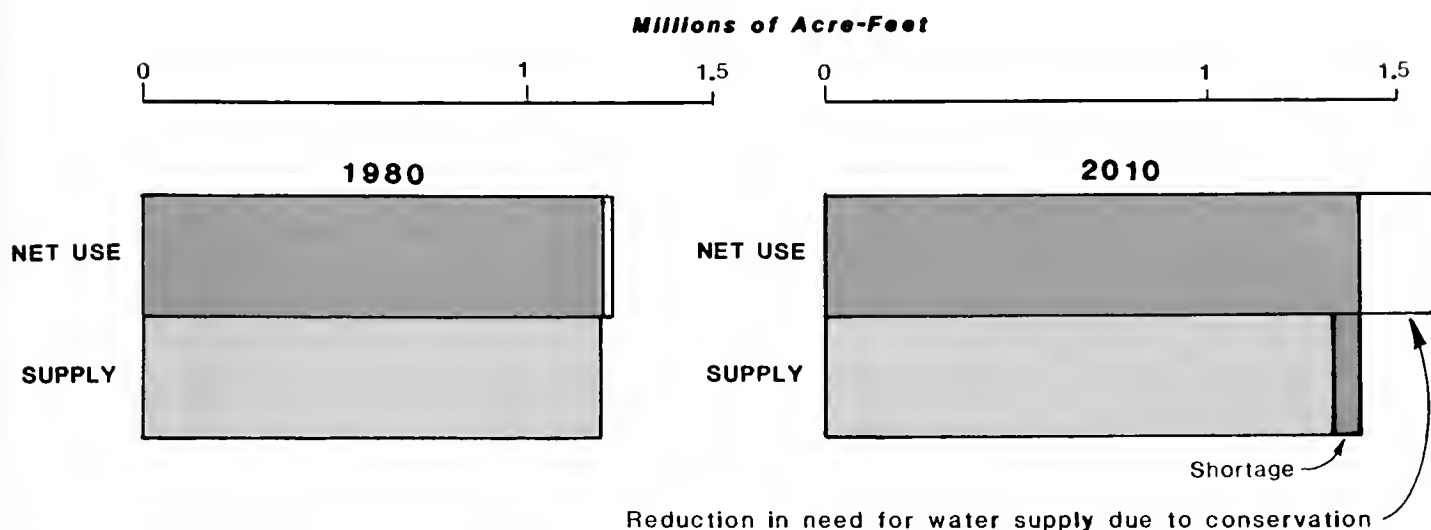 Millions of Acre-Feet
0 1 1.5 0 1 1.5
1980 2010
NET USE NET USE
SUPPLY SUPPLY
Shortage
Reduction in need for water supply due to conservation